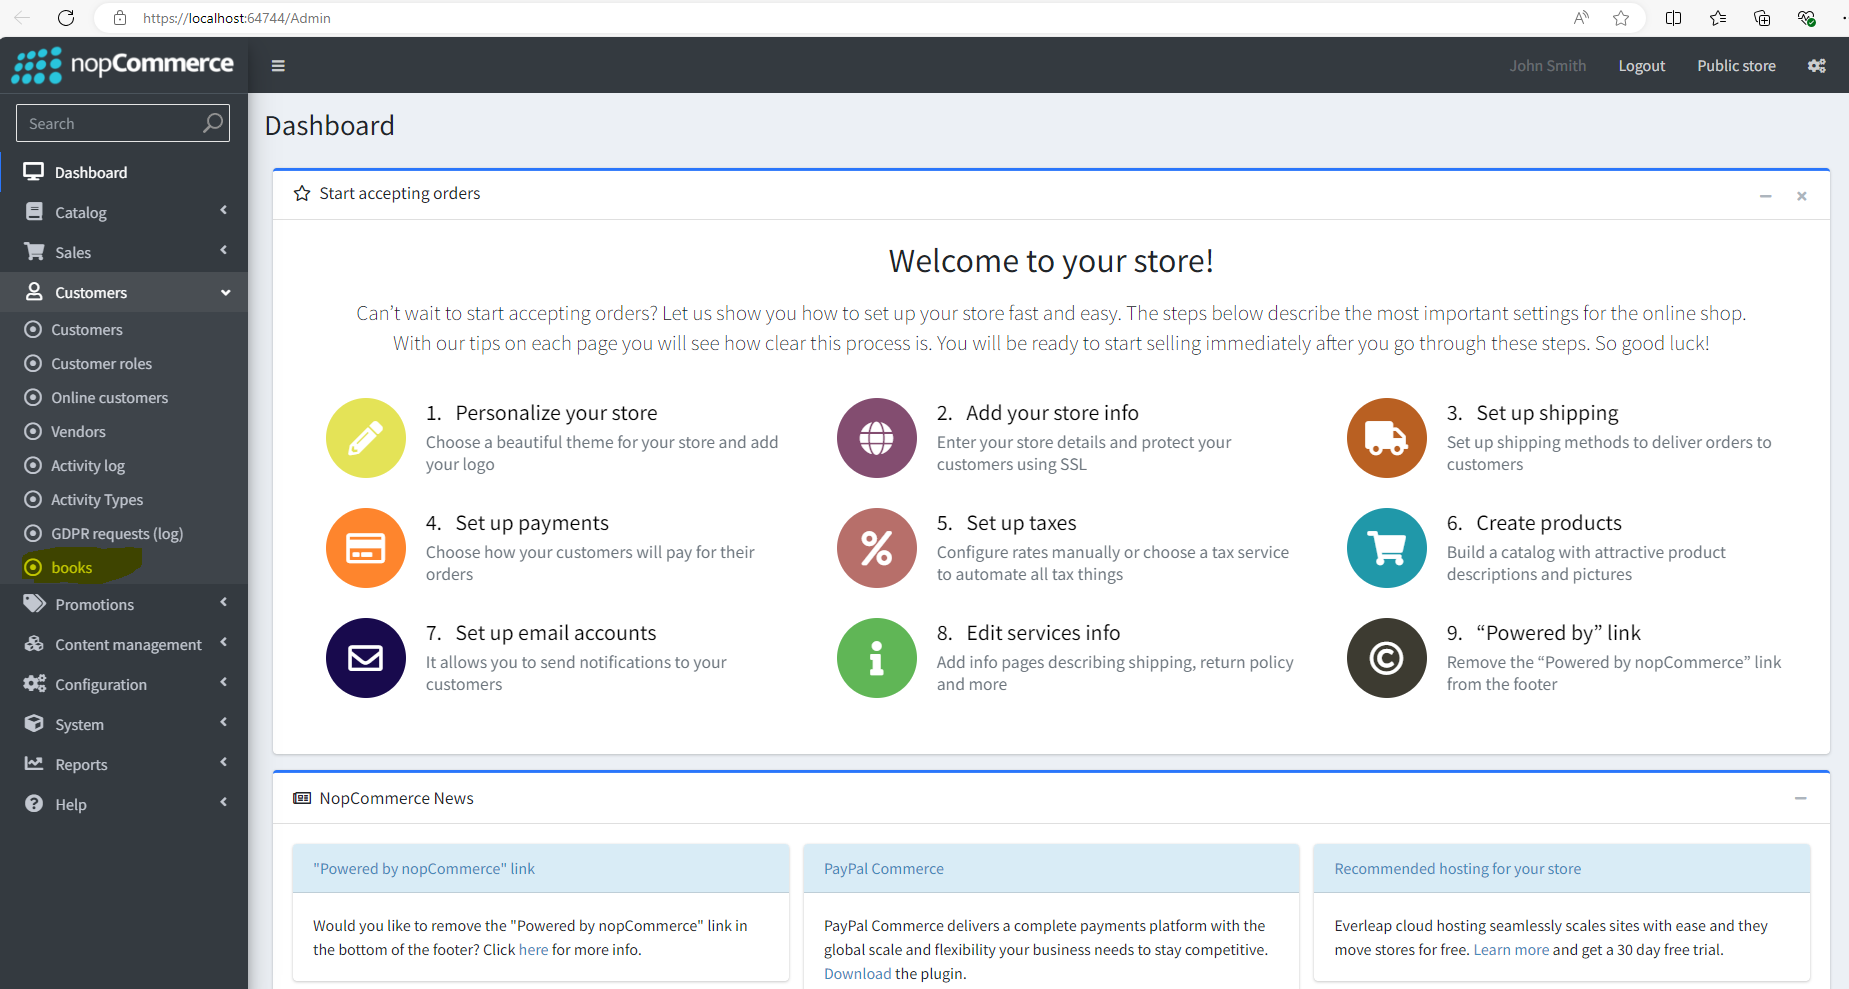 https://localhost:64744/Admin
nopCommerce
John Smith
Logout
Public store
Search
Dashboard
Catalog
Sales
Customers
Customers
Customer roles
Online customers
Vendors
Activity log
Activity Types
GDPR requests (log)
books
Promotions
Content management
Configuration
System
Reports
Help
Dashboard
Start accepting orders
Welcome to your store!
Can’t wait to start accepting orders? Let us show you how to set up your store fast and easy. The steps below describe the most important settings for the online shop.
With our tips on each page you will see how clear this process is. You will be ready to start selling immediately after you go through these steps. So good luck!
1. Personalize your store
Choose a beautiful theme for your store and add
your logo
2. Add your store info
Enter your store details and protect your
customers using SSL
3. Set up shipping
Set up shipping methods to deliver orders to
customers
4. Set up payments
Choose how your customers will pay for their
orders
5. Set up taxes
Configure rates manually or choose a tax service
to automate all tax things
6. Create products
Build a catalog with attractive product
descriptions and pictures
7. Set up email accounts
It allows you to send notifications to your
customers
8. Edit services info
Add info pages describing shipping, return policy
and more
9. “Powered by” link
Remove the “Powered by nopCommerce” link
from the footer
NopCommerce News
"Powered by nopCommerce" link
Would you like to remove the "Powered by nopCommerce" link in
the bottom of the footer? Click here for more info.
PayPal Commerce
PayPal Commerce delivers a complete payments platform with the
global scale and flexibility your business needs to stay competitive.
Download the plugin.
Recommended hosting for your store
Everleap cloud hosting seamlessly scales sites with ease and they
move stores for free. Learn more and get a 30 day free trial.